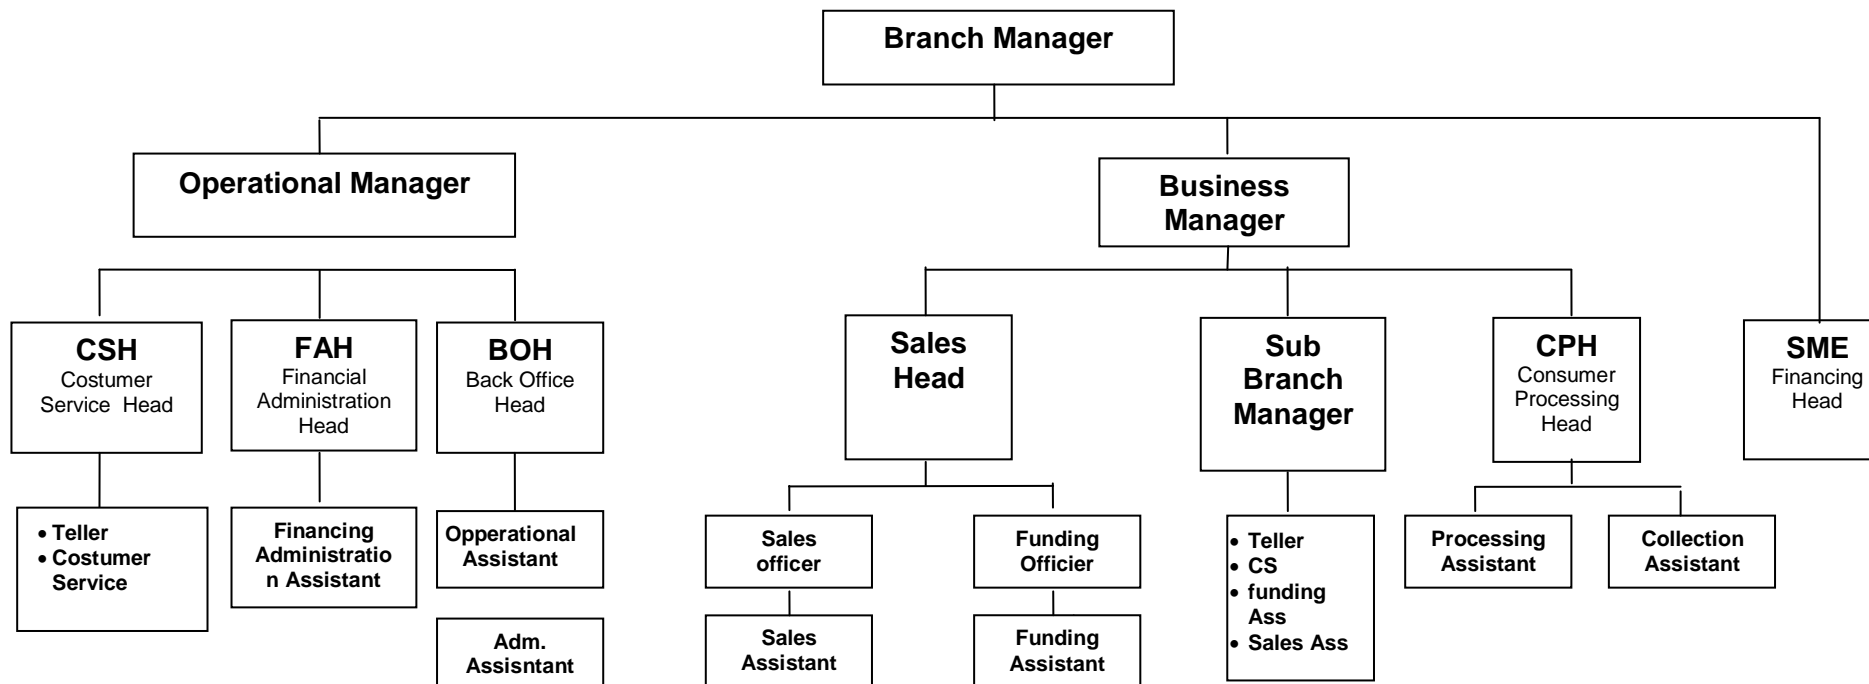 Branch Manager
Operational Manager
Business
Manager
CSH
Costumer
Service Head
FAH
Financial
Administration
Head
BOH
Back Office
Head
Sales
Head
Sub
Branch
Manager
CPH
Consumer
Processing
Head
SME
Financing
Head
• Teller
• Costumer
Service
Financing
Administratio
n Assistant
Opperational
Assistant
Adm.
Assisntant
Sales
officer
Sales
Assistant
Funding
Officier
Funding
Assistant
• Teller
• CS
• funding
Ass
• Sales Ass
Processing
Assistant
Collection
Assistant